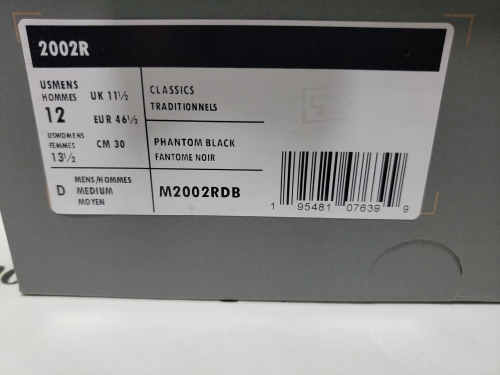 2002R
USMENS
HOMMES
12
UK 11½
EUR 46½
USWOMENS
FEMMES
13½
CM 30
CLASSICS
TRADITIONNELS
PHANTOM BLACK
FANTOME NOIR
D
MENS/HOMMES
MEDIUM
MOYEN
M2002RDB
1 95481 07639 9